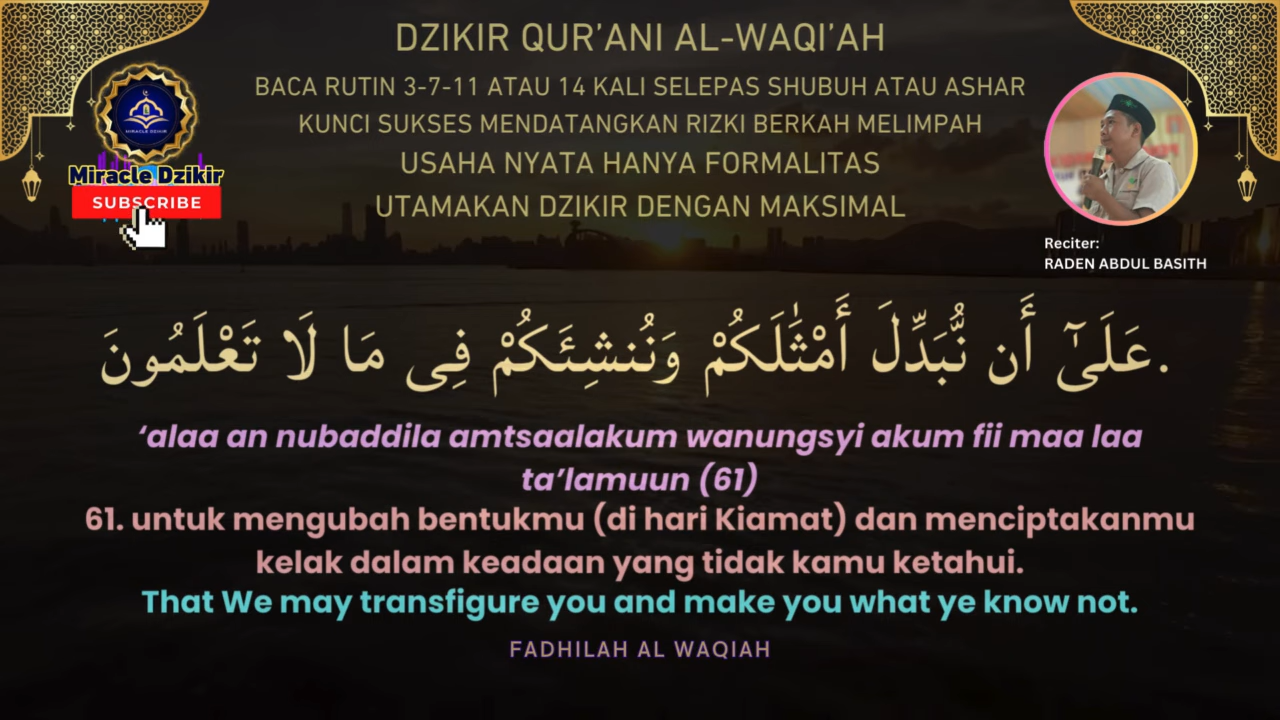 DZIKIR QUR’ANI AL-WAQI’AH
BACA RUTIN 3-7-11 ATAU 14 KALI SELEPAS SHUBUH ATAU ASHAR
KUNCI SUKSES MENDATANGKAN RIZKI BERKAH MELIMPAH
USAHA NYATA HANYA FORMALITAS
UTAMAKAN DZIKIR DENGAN MAKSIMAL
MIRACLE DZIKIR
Miracle Dzikir
SUBSCRIBE
Reciter:
RADEN ABDUL BASITH
عَلَىٰٓ أَن نُّبَدِّلَ أَمْثَٰلَكُمْ وَنُنشِئَكُمْ فِى مَا لَا تَعْلَمُونَ.
‘alaa an nubaddila amtsaalakum wanungsyi akum fii maa laa
ta’lamuun (61)
61. untuk mengubah bentukmu (di hari Kiamat) dan menciptakanmu
kelak dalam keadaan yang tidak kamu ketahui.
That We may transfigure you and make you what ye know not.
FADHILAH AL WAQIAH